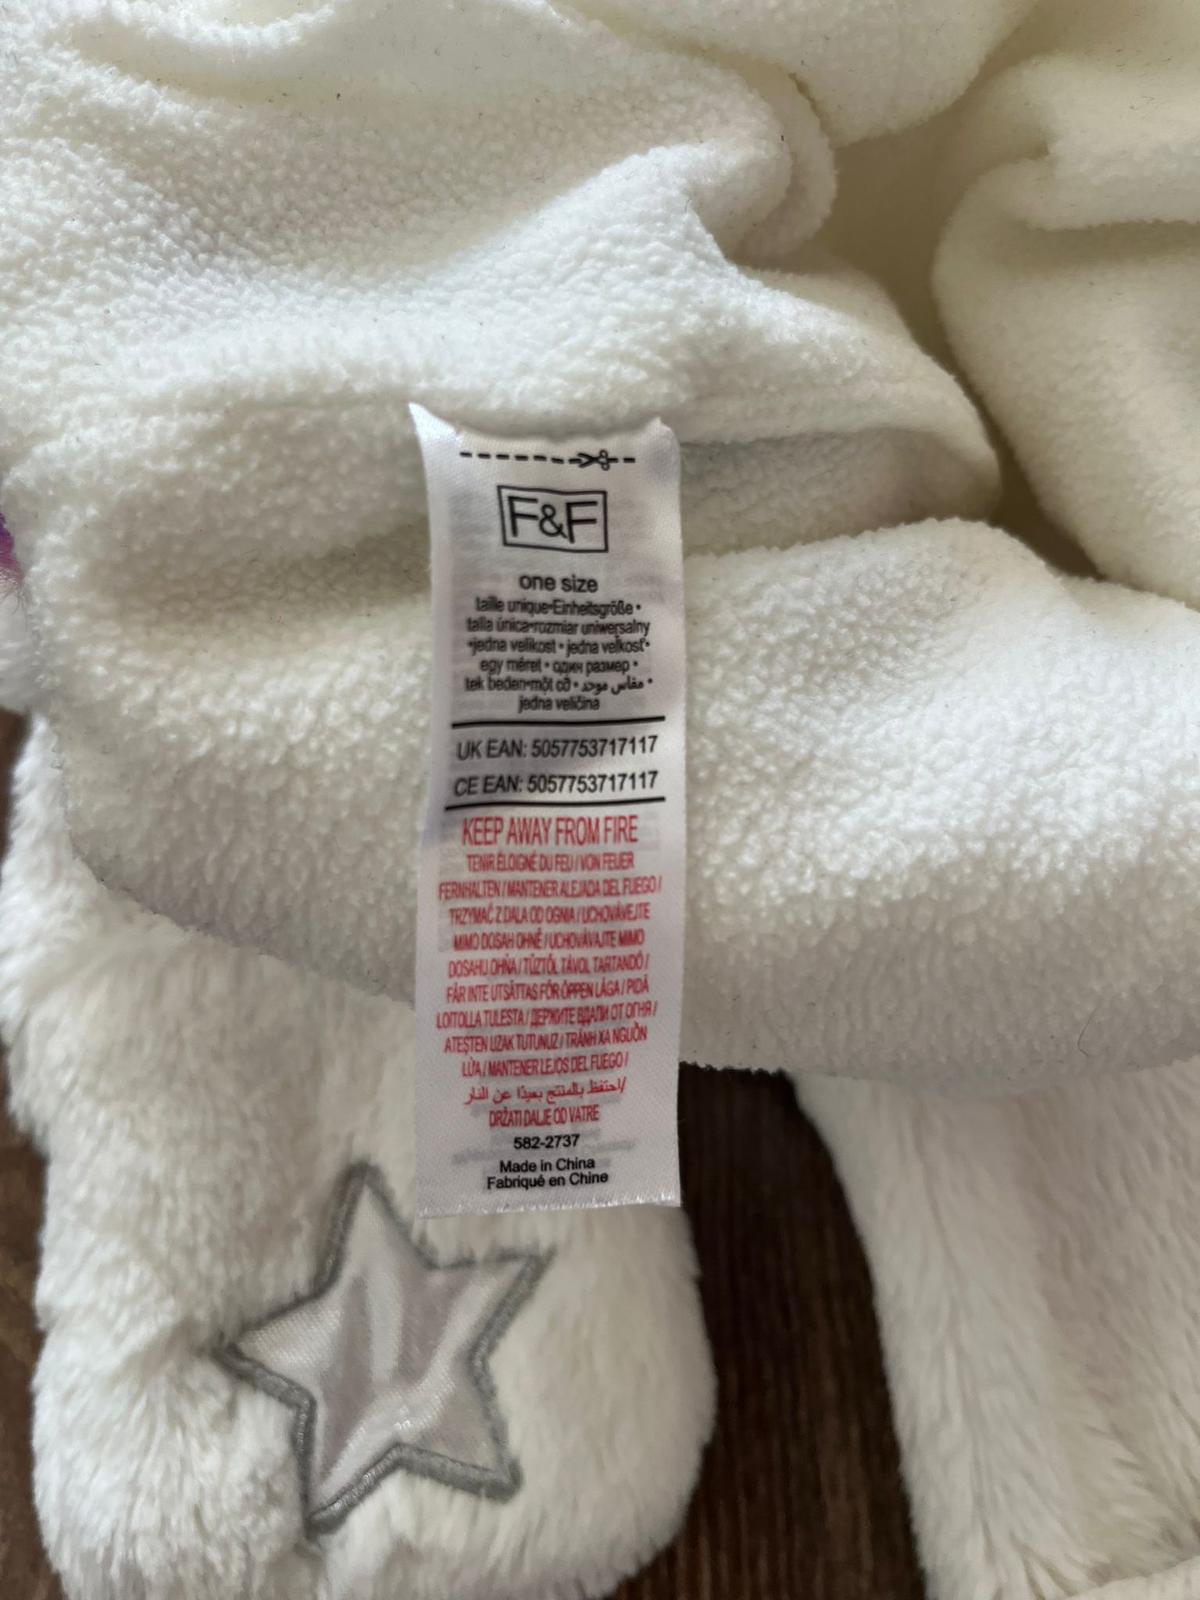 F&F
one size
taille unique•Einheitsgröße •
talla única•rozmiar uniwersalny
•jedna velikost • jedna veľkosť•
egy méret • один размер •
tek beden•một cỡ • مقاس موحد •
jedna veličina
UK EAN: 5057753717117
CE EAN: 5057753717117
KEEP AWAY FROM FIRE
TENIR ÉLOIGNÉ DU FEU / VON FEUER
FERNHALTEN / MANTENER ALEJADA DEL FUEGO /
TRZYMAĆ Z DALA OD OGNIA / UCHOVÁVEJTE
MIMO DOSAH OHNĚ / UCHOVÁVAJTE MIMO
DOSAHU OHŇA / TŰZTŐL TÁVOL TARTANDÓ /
FÅR INTE UTSÄTTAS FÖR ÖPPEN LÅGA / PIDÄ
LOITOLLA TULESTA / ДЕРЖИТЕ ВДАЛИ ОТ ОГНЯ /
ATEŞTEN UZAK TUTUNUZ / TRÁNH XA NGUỒN
LỬA / MANTENER LEJOS DEL FUEGO /
احتفظ بالمنتج بعيدًا عن النار/
DRŽATI DALJE OD VATRE
582-2737
Made in China
Fabriqué en Chine